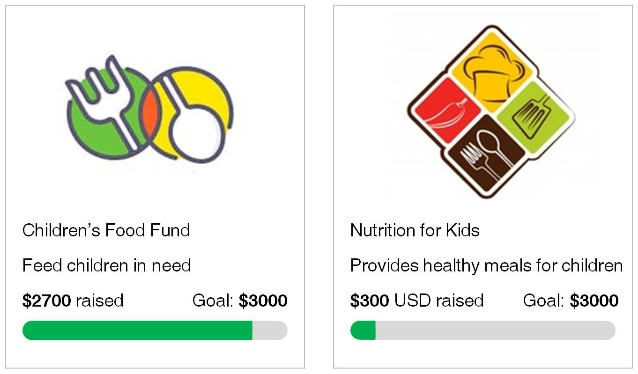 Children's Food Fund
Feed children in need
$2700 raised Goal: $3000
Nutrition for Kids
Provides healthy meals for children
$300 USD raised Goal: $3000